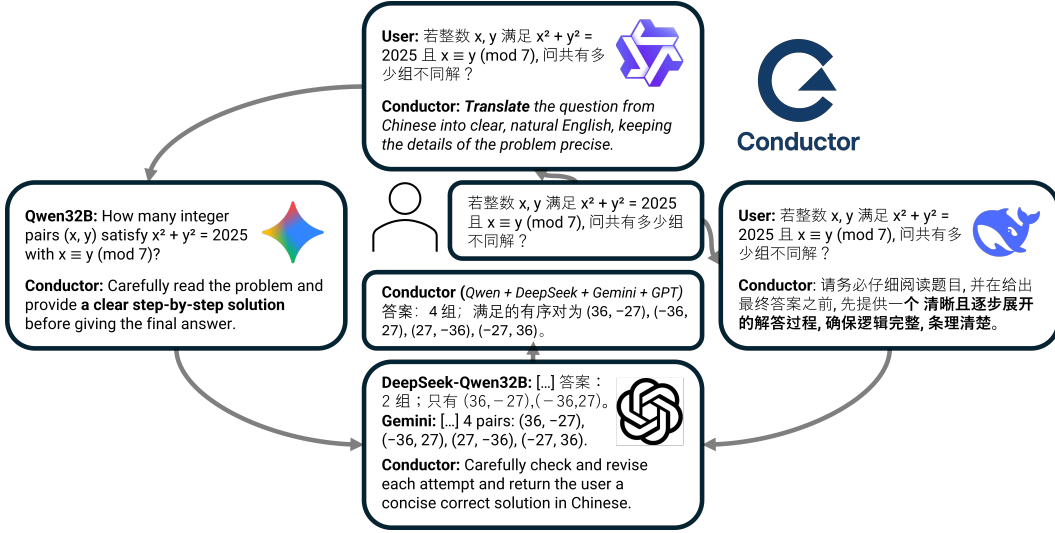 User: 若整数 x, y 满足 x² + y² =
2025 且 x ≡ y (mod 7), 问共有多
少组不同解？
Conductor: Translate the question from
Chinese into clear, natural English, keeping
the details of the problem precise.
Conductor
Qwen32B: How many integer
pairs (x, y) satisfy x² + y² = 2025
with x ≡ y (mod 7)?
Conductor: Carefully read the problem and
provide a clear step-by-step solution
before giving the final answer.
若整数 x, y 满足 x² + y² = 2025
且 x ≡ y (mod 7), 问共有多少组
不同解？
User: 若整数 x, y 满足 x² + y² =
2025 且 x ≡ y (mod 7), 问共有多
少组不同解？
Conductor: 请务必仔细阅读题目, 并在给出
最终答案之前, 先提供一个 清晰且逐步展开
的解答过程, 确保逻辑完整, 条理清楚。
Conductor (Qwen + DeepSeek + Gemini + GPT)
答案：4 组；满足的有序对为 (36, −27), (−36,
27), (27, −36), (−27, 36)。
DeepSeek-Qwen32B: [...] 答案：
2 组；只有 (36,−27),(−36,27)。
Gemini: [...] 4 pairs: (36, −27),
(−36, 27), (27, −36), (−27, 36).
Conductor: Carefully check and revise
each attempt and return the user a
concise correct solution in Chinese.